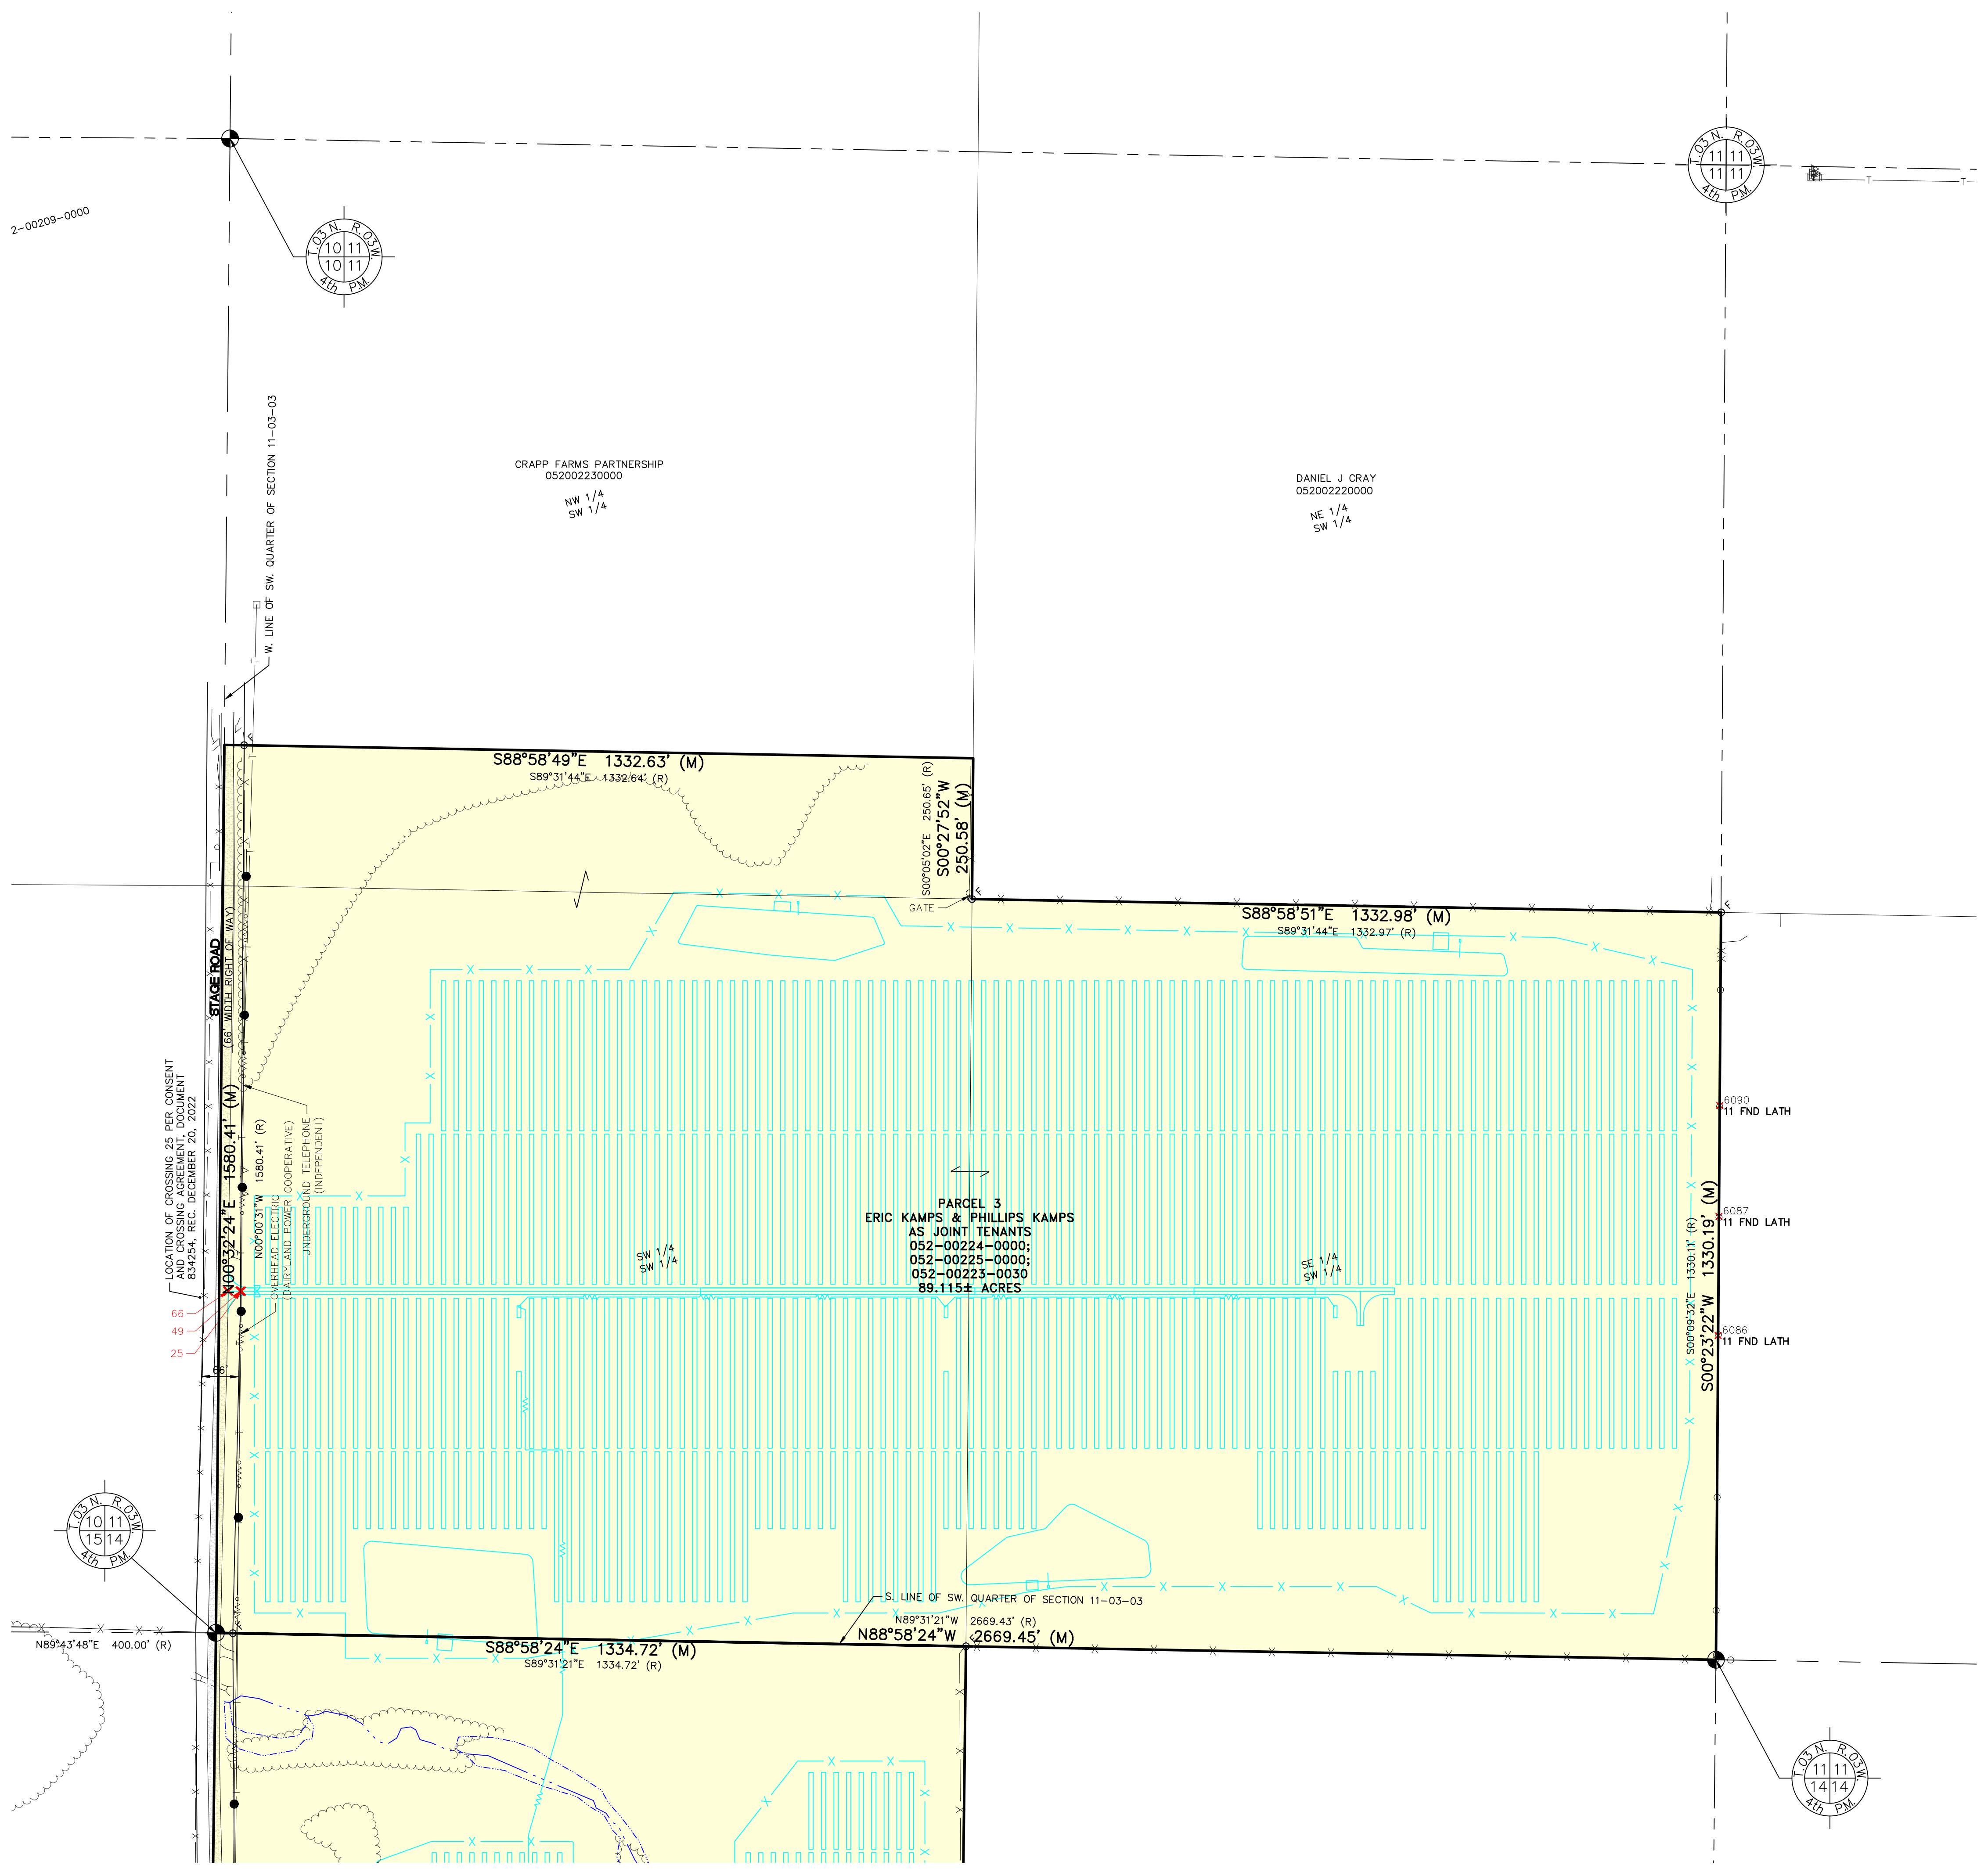 T.03 N. R.03W.
11 11
11 11
4th P.M.
T
T
2-00209-0000
T.03 N. R.03W.
10 11
10 11
4th P.M.
W. LINE OF SW. QUARTER OF SECTION 11-03-03
CRAPP FARMS PARTNERSHIP
052002230000
NW 1/4
SW 1/4
DANIEL J CRAY
052002220000
NE 1/4
SW 1/4
S88°58'49"E 1332.63' (M)
S89°31'44"E 1332.64' (R)
S00°05'02"E 250.65' (R)
S00°27'52"W
250.58' (M)
GATE
S88°58'51"E 1332.98' (M)
S89°31'44"E 1332.97' (R)
STAGE ROAD
(66' WIDTH RIGHT OF WAY)
LOCATION OF CROSSING 25 PER CONSENT
AND CROSSING AGREEMENT, DOCUMENT
834254, REC. DECEMBER 20, 2022
N00°32'24"E 1580.41' (M)
N00°00'31"W 1580.41' (R)
OVERHEAD ELECTRIC
(DAIRYLAND POWER COOPERATIVE)
UNDERGROUND TELEPHONE
(INDEPENDENT)
6090
11 FND LATH
6087
11 FND LATH
6086
11 FND LATH
PARCEL 3
ERIC KAMPS & PHILLIPS KAMPS
AS JOINT TENANTS
052-00224-0000;
052-00225-0000;
052-00223-0030
89.115± ACRES
SW 1/4
SW 1/4
SE 1/4
SW 1/4
S00°09'32"E 1330.11' (R)
S00°23'22"W 1330.19' (M)
66
49
25
66'
T.03 N. R.03W.
10 11
15 14
4th P.M.
S. LINE OF SW. QUARTER OF SECTION 11-03-03
N89°31'21"W 2669.43' (R)
N88°58'24"W 2669.45' (M)
N89°43'48"E 400.00' (R)
S88°58'24"E 1334.72' (M)
S89°31'21"E 1334.72' (R)
T.03 N. R.03W.
11 11
14 14
4th P.M.